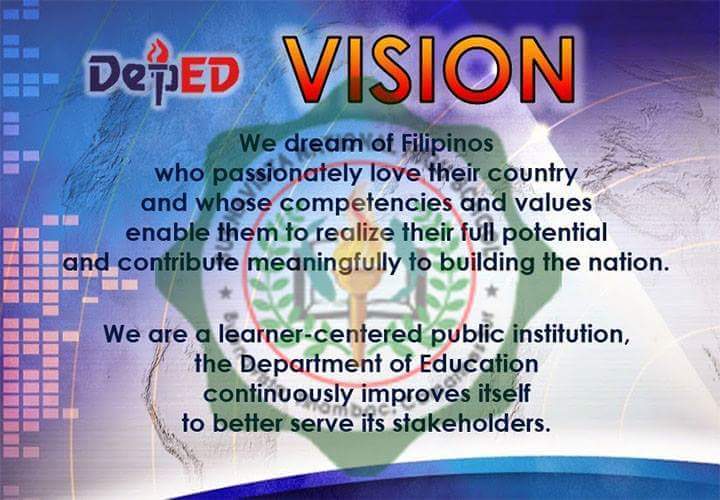 DepED VISION
We dream of Filipinos
who passionately love their country
and whose competencies and values
enable them to realize their full potential
and contribute meaningfully to building the nation.
We are a learner-centered public institution,
the Department of Education
continuously improves itself
to better serve its stakeholders.